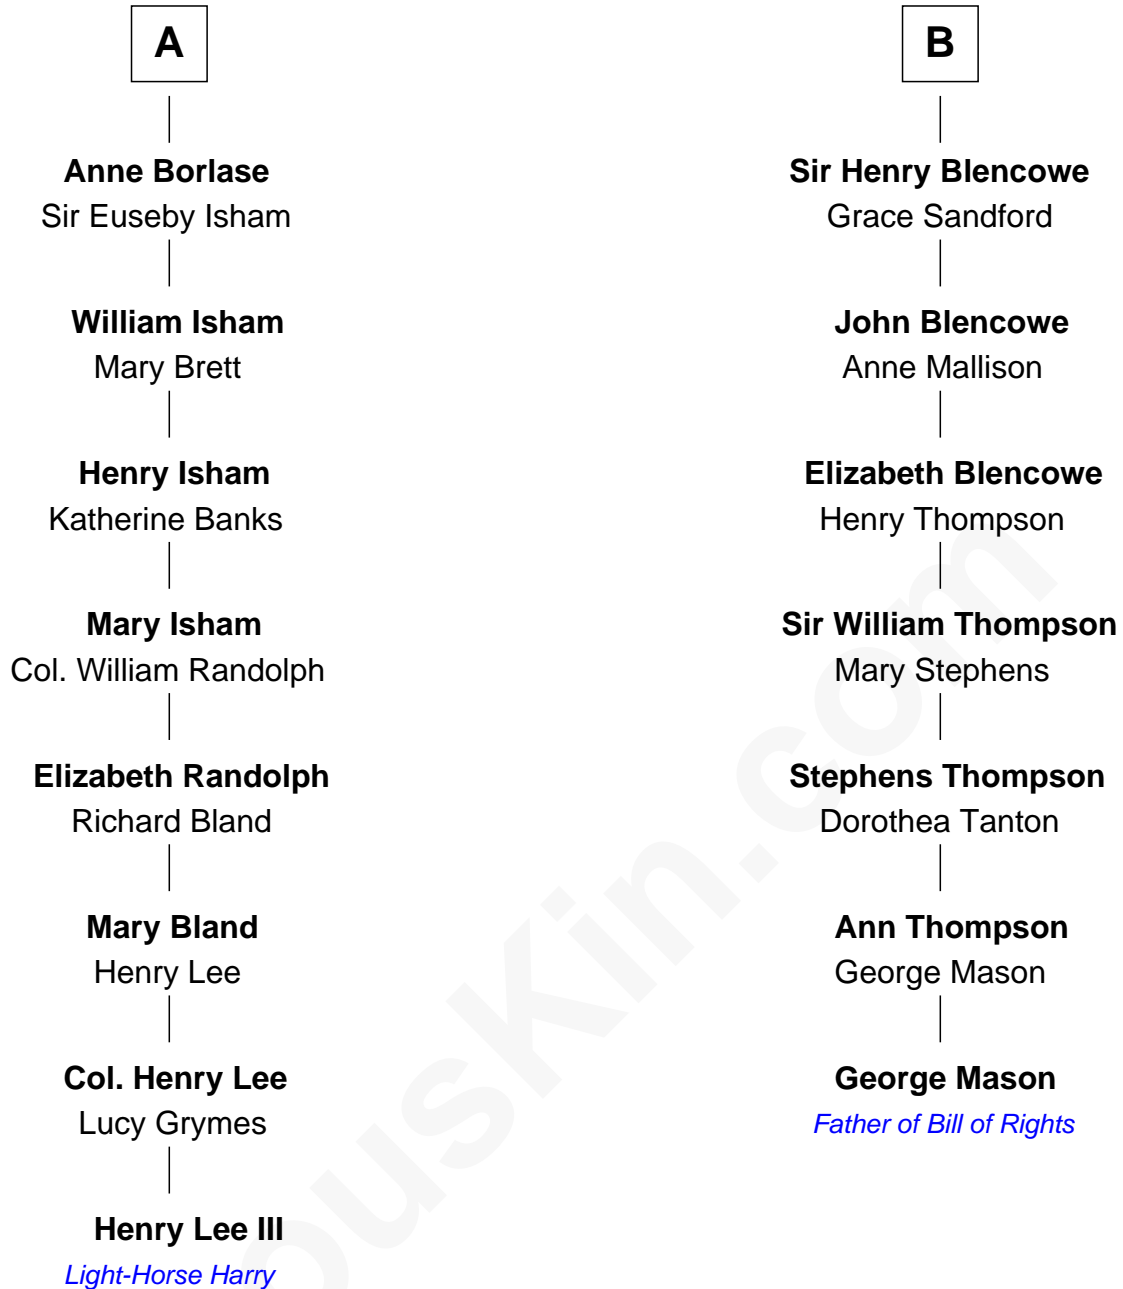 A
Anne Borlase
Sir Euseby Isham
William Isham
Mary Brett
Henry Isham
Katherine Banks
Mary Isham
Col. William Randolph
Elizabeth Randolph
Richard Bland
Mary Bland
Henry Lee
Col. Henry Lee
Lucy Grymes
Henry Lee III
Light-Horse Harry
B
Sir Henry Blencowe
Grace Sandford
John Blencowe
Anne Mallison
Elizabeth Blencowe
Henry Thompson
Sir William Thompson
Mary Stephens
Stephens Thompson
Dorothea Tanton
Ann Thompson
George Mason
George Mason
Father of Bill of Rights